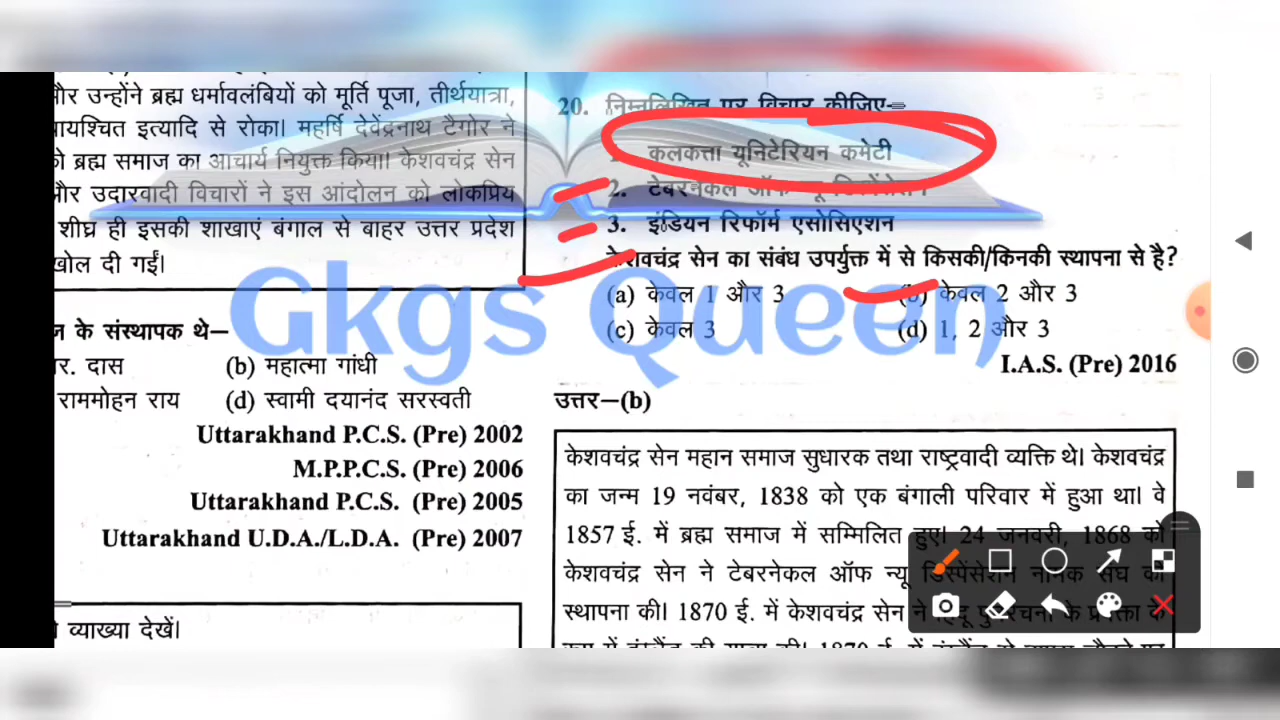 और उन्होंने ब्रह्म धर्मावलंबियों को मूर्ति पूजा, तीर्थयात्रा,
इत्यादि से रोका। महर्षि देवेंद्रनाथ टैगोर ने
ब्रह्म समाज का आचार्य नियुक्त किया। केशवचंद्र सेन
और उदारवादी विचारों ने इस आंदोलन को लोकप्रिय
शीघ्र ही इसकी शाखाएं बंगाल से बाहर उत्तर प्रदेश
खोल दी गईं।
के संस्थापक थे–
दास (b) महात्मा गांधी
राममोहन राय (d) स्वामी दयानंद सरस्वती
Uttarakhand P.C.S. (Pre) 2002
M.P.P.C.S. (Pre) 2006
Uttarakhand P.C.S. (Pre) 2005
Uttarakhand U.D.A./L.D.A. (Pre) 2007
व्याख्या देखें।
20. निम्नलिखित पर विचार कीजिए–
कलकत्ता यूनिटेरियन कमेटी
2. टेबरनेकल ऑफ न्यू डिस्पेंसेशन
3. इंडियन रिफॉर्म एसोसिएशन
केशवचंद्र सेन का संबंध उपर्युक्त में से किसकी/किनकी स्थापना से है?
(a) केवल 1 और 3 (b) केवल 2 और 3
(c) केवल 3 (d) 1, 2 और 3
I.A.S. (Pre) 2016
उत्तर–(b)
केशवचंद्र सेन महान समाज सुधारक तथा राष्ट्रवादी व्यक्ति थे। केशवचंद्र
का जन्म 19 नवंबर, 1838 को एक बंगाली परिवार में हुआ था। वे
1857 ई. में ब्रह्म समाज में सम्मिलित हुए। 24 जनवरी, 1868 को
केशवचंद्र सेन ने टेबरनेकल ऑफ न्यू डिस्पेंसेशन नामक संघ की
स्थापना की। 1870 ई. में केशवचंद्र सेन ने हिंदू के
Gkgs Queen